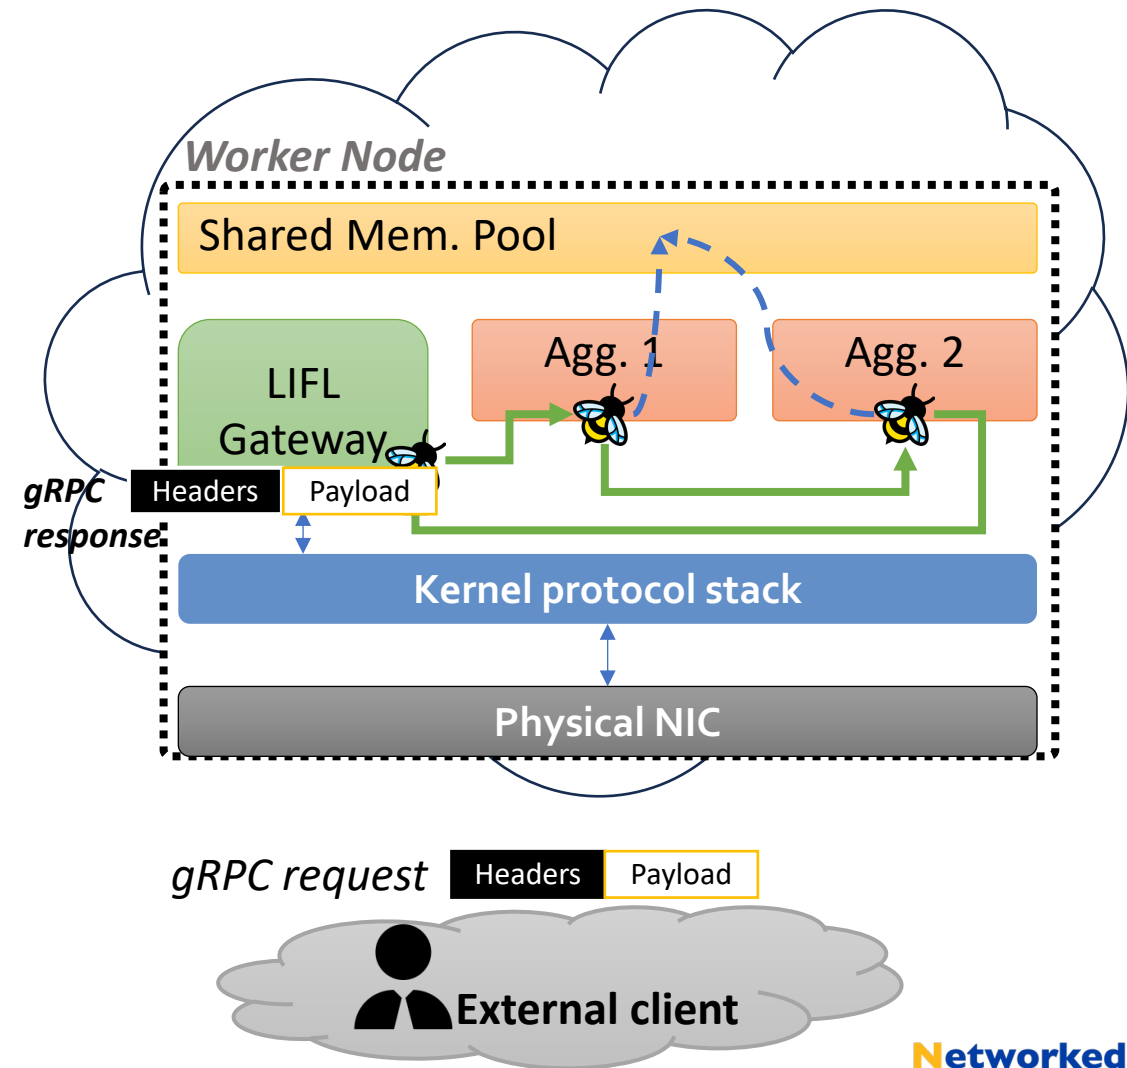 Worker Node
Shared Mem. Pool
LIFL
Gateway
Agg. 1
Agg. 2
gRPC
response
Headers
Payload
Kernel protocol stack
Physical NIC
gRPC request
Headers
Payload
External client
Networked